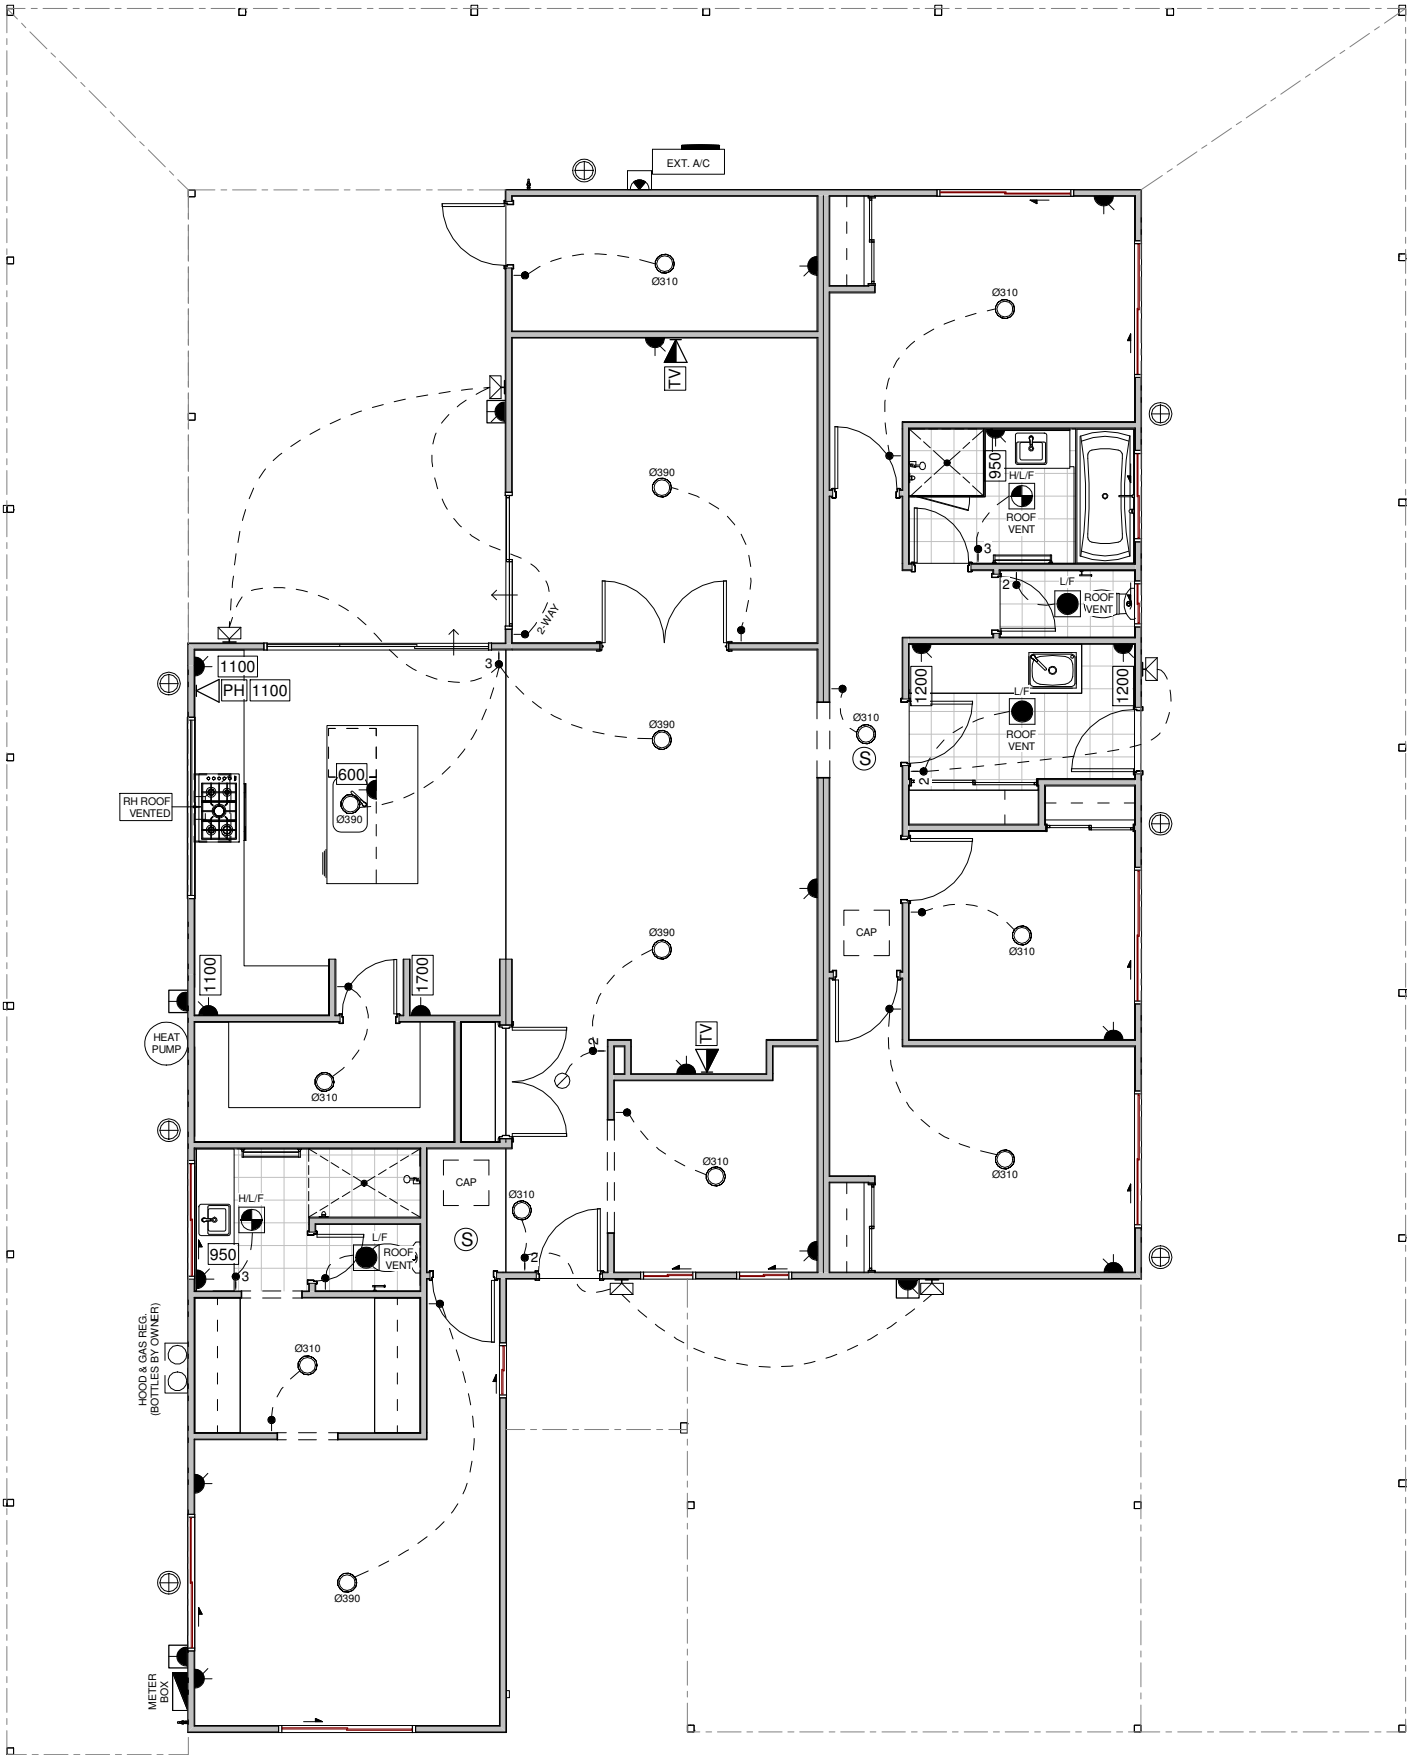 EXT. A/C
Ø310
Ø310
TV
Ø390
950
H/L/F
ROOF
VENT
3
2
L/F
ROOF
VENT
2-WAY
3
1100
PH
1100
1200
1200
L/F
ROOF
VENT
2
Ø390
Ø310
S
600
Ø390
RH ROOF
VENTED
CAP
Ø310
Ø390
1100
1700
HEAT
PUMP
2
TV
Ø310
Ø310
Ø310
CAP
Ø310
H/L/F
L/F
ROOF
VENT
S
950
3
2
HOOD & GAS REG.
(BOTTLES BY OWNER)
Ø310
Ø390
METER
BOX